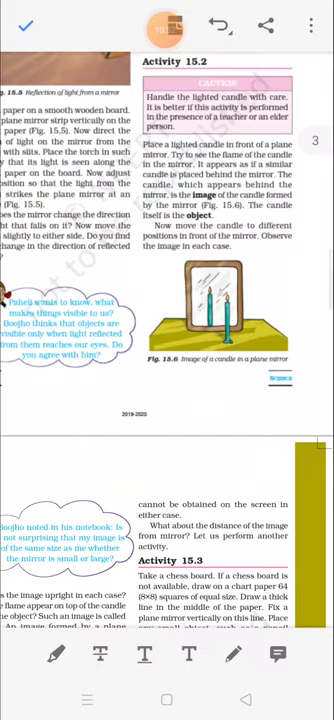 Activity 15.2
CAUTION
g. 15.5 Reflection of light from a mirror
Handle the lighted candle with care.
It is better if this activity is performed
in the presence of a teacher or an elder
person.
paper on a smooth wooden board.
plane mirror strip vertically on the
paper (Fig. 15.5). Now direct the
of light on the mirror from the
with slits. Place the torch in such
y that its light is seen along the
paper on the board. Now adjust
osition so that the light from the
strikes the plane mirror at an
(Fig. 15.5).
oes the mirror change the direction
ht that falls on it? Now move the
slightly to either side. Do you find
change in the direction of reflected
?
Place a lighted candle in front of a plane
mirror. Try to see the flame of the candle
in the mirror. It appears as if a similar
candle is placed behind the mirror. The
candle, which appears behind the
mirror, is the image of the candle formed
by the mirror (Fig. 15.6). The candle
itself is the object.
Now move the candle to different
positions in front of the mirror. Observe
the image in each case.
3
Paheli wants to know, what
makes things visible to us?
Boojho thinks that objects are
visible only when light reflected
from them reaches our eyes. Do
you agree with him?
Fig. 15.6 Image of a candle in a plane mirror
SCIENCE
2019-2020
Boojho noted in his notebook: Is
not surprising that my image is
of the same size as me whether
the mirror is small or large?
s the image upright in each case?
e flame appear on top of the candle
he object? Such an image is called
An image formed by a plane
cannot be obtained on the screen in
either case.
What about the distance of the image
from mirror? Let us perform another
activity.
Activity 15.3
Take a chess board. If a chess board is
not available, draw on a chart paper 64
(8×8) squares of equal size. Draw a thick
line in the middle of the paper. Fix a
plane mirror vertically on this line. Place
any small object, such as a pencil
T T T